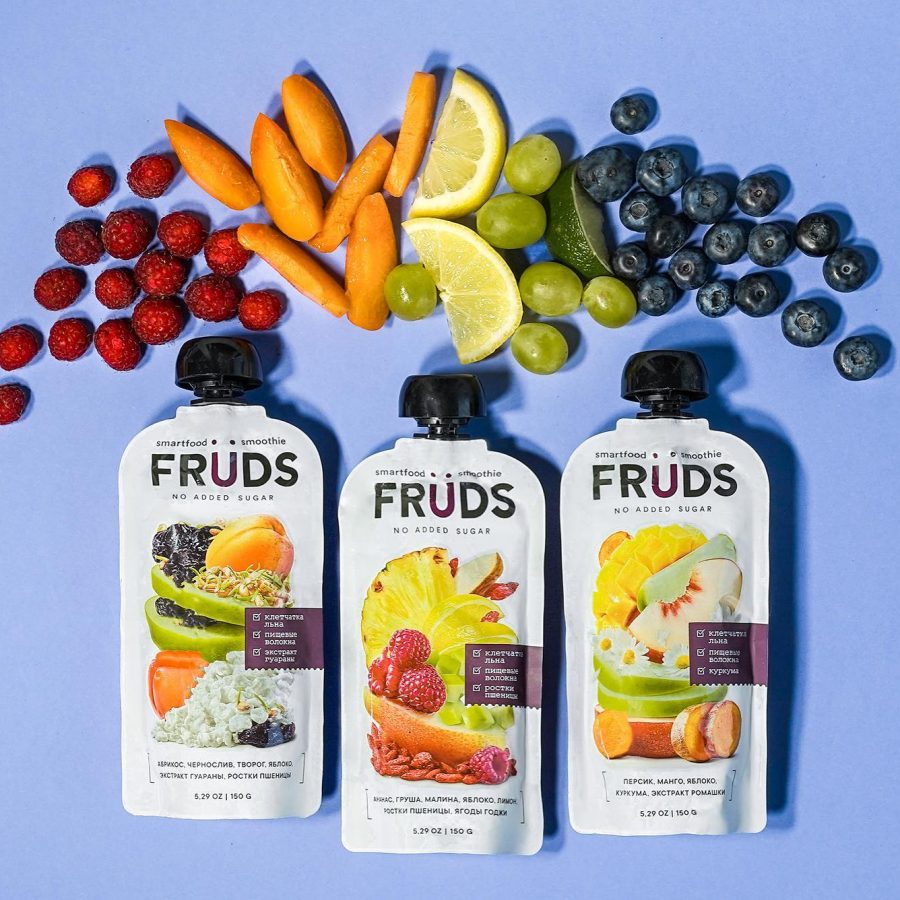 smartfood smoothie
FRÜDS
NO ADDED SUGAR
клетчатка
льна
пищевые
волокна
экстракт
гуараны
АБРИКОС, ЧЕРНОСЛИВ, ТВОРОГ, ЯБЛОКО,
ЭКСТРАКТ ГУАРАНЫ, РОСТКИ ПШЕНИЦЫ
5.29 OZ | 150 G
smartfood smoothie
FRÜDS
NO ADDED SUGAR
клетчатка
льна
пищевые
волокна
ростки
пшеницы
АНАНАС, ГРУША, МАЛИНА, ЯБЛОКО, ЛИМОН,
РОСТКИ ПШЕНИЦЫ, ЯГОДЫ ГОДЖИ
5.29 OZ | 150 G
smartfood smoothie
FRÜDS
NO ADDED SUGAR
клетчатка
льна
пищевые
волокна
куркума
ПЕРСИК, МАНГО, ЯБЛОКО,
КУРКУМА, ЭКСТРАКТ РОМАШКИ
5.29 OZ | 150 G